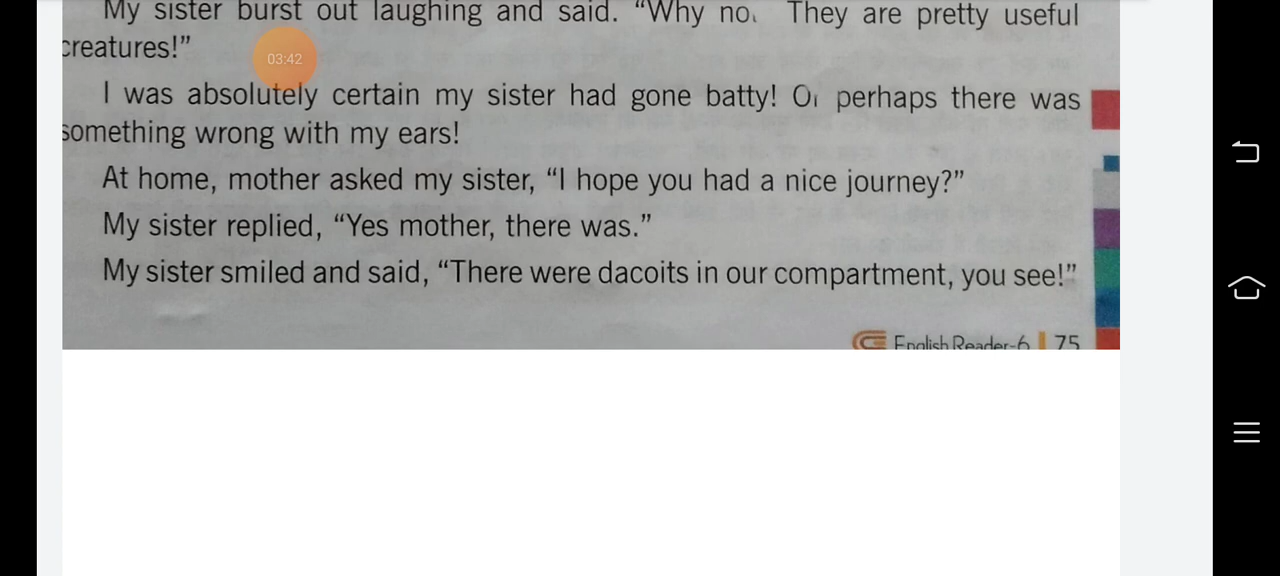 My sister burst out laughing and said. “Why They are pretty useful
creatures!”
03:42
I was absolutely certain my sister had gone batty! perhaps there was
something wrong with my ears!
At home, mother asked my sister, “I hope you had a nice journey?”
My sister replied, “Yes mother, there was.”
My sister smiled and said, “There were dacoits in our compartment, you see!”
English Reader-6 | 75